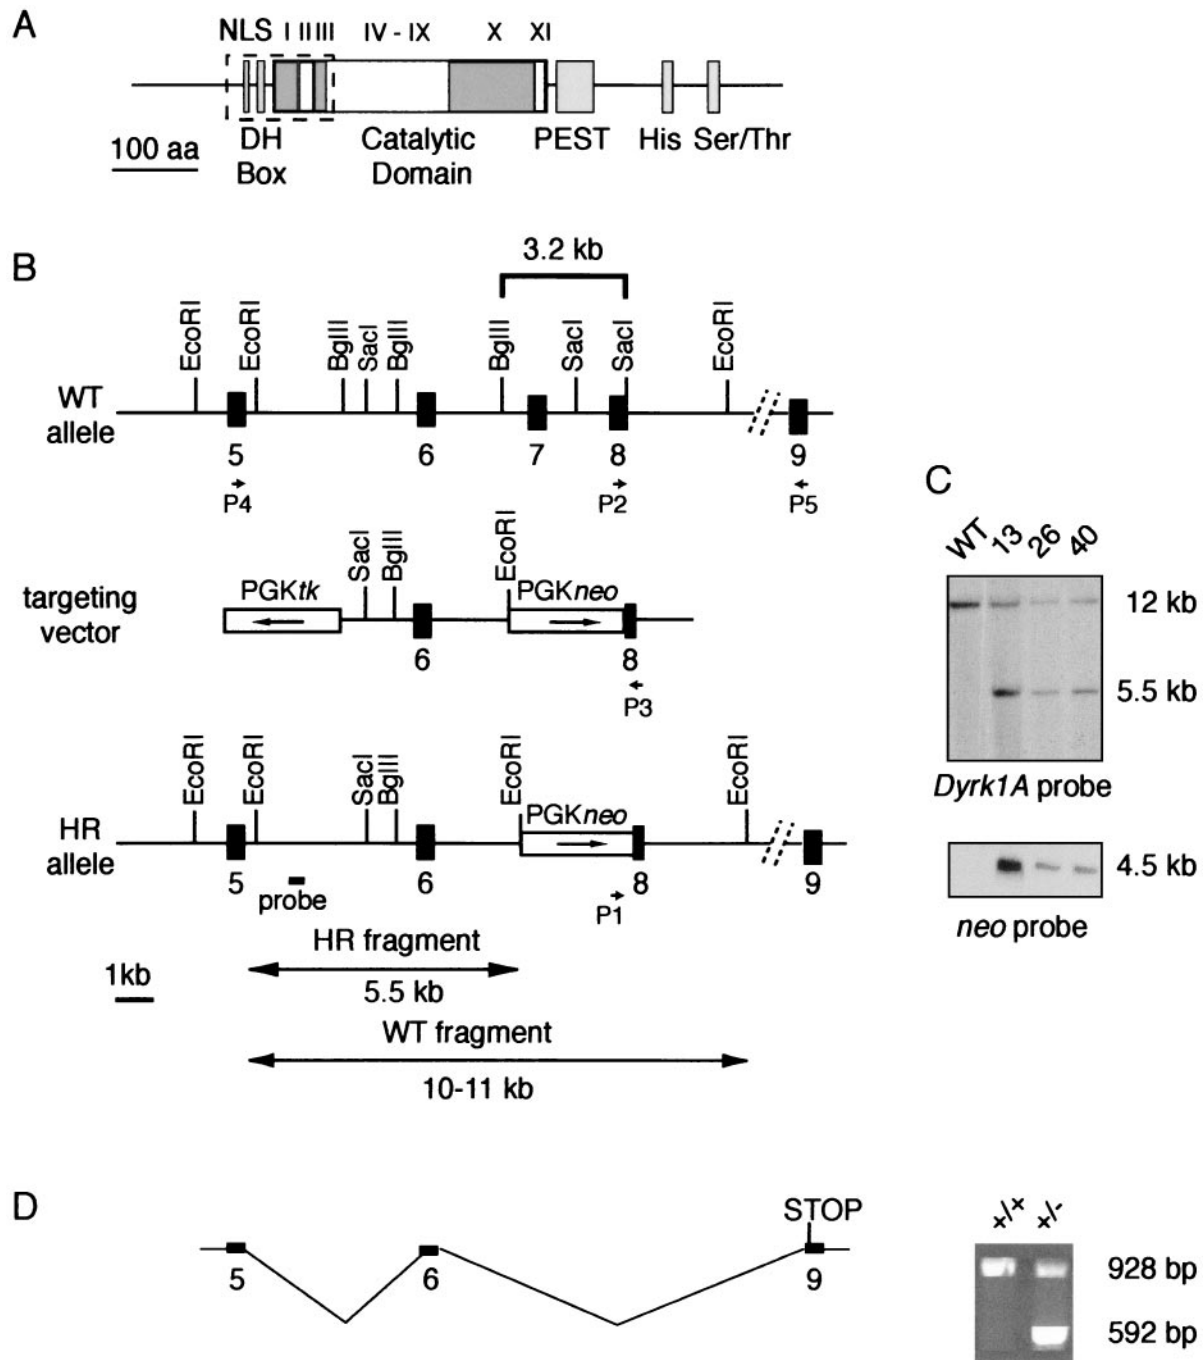 A
NLS I II III IV - IX X XI
DH Box
Catalytic Domain
PEST
His
Ser/Thr
100 aa
B
3.2 kb
EcoRI EcoRI BglII SacI BglII BglII SacI SacI EcoRI
WT allele
5 6 7 8 9
P4 P2 P5
SacI BglII EcoRI
targeting vector
PGKtk PGKneo
6 8
P3
EcoRI EcoRI SacI BglII EcoRI EcoRI
HR allele
PGKneo
5 6 8 9
probe P1
HR fragment
5.5 kb
1kb
WT fragment
10-11 kb
C
WT 13 26 40
12 kb
5.5 kb
Dyrk1A probe
4.5 kb
neo probe
D
STOP
5 6 9
+/+ +/-
928 bp
592 bp